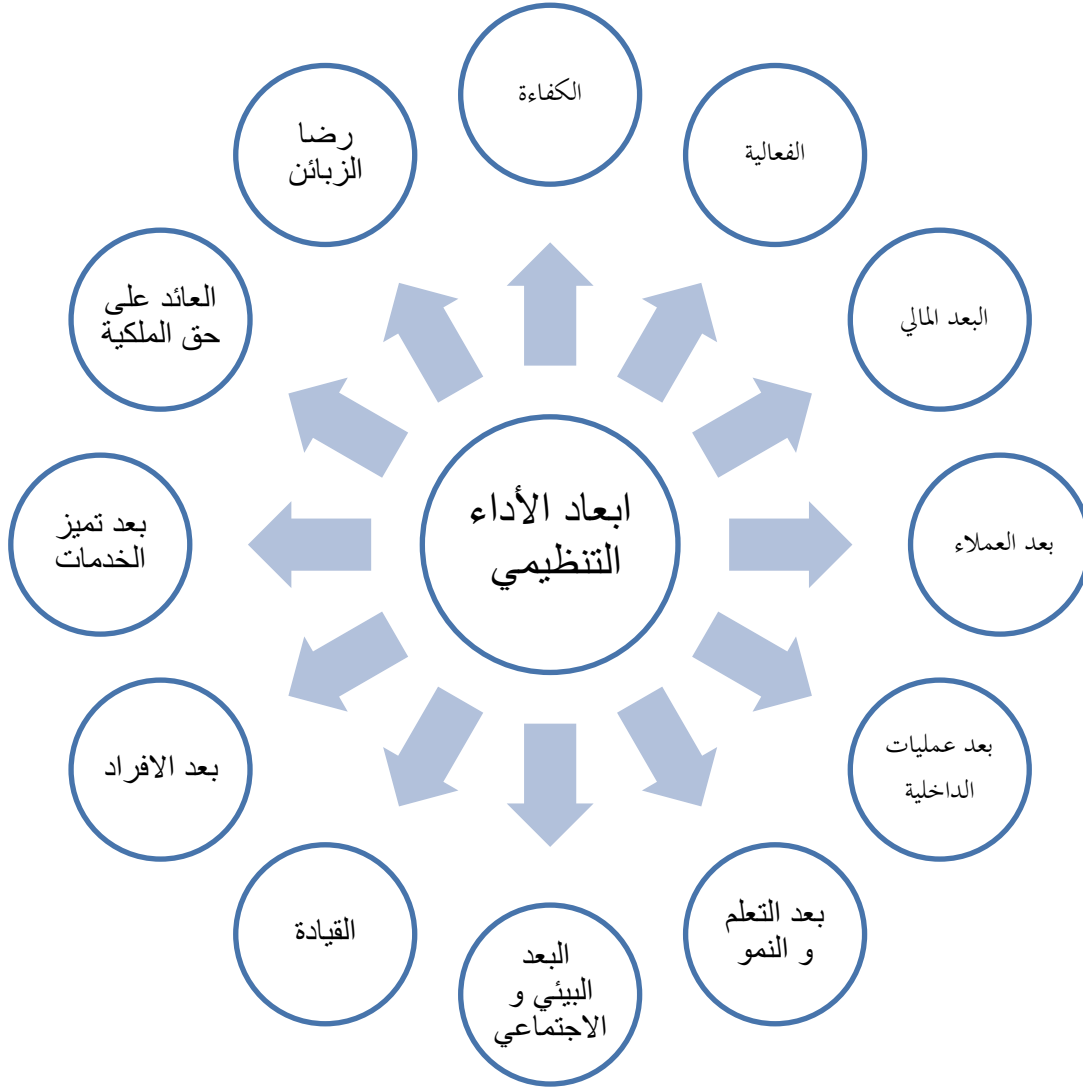 ابعاد الأداء
التنظيمي
الكفاءة
الفعالية
البعد المالي
بعد العملاء
بعد عمليات
الداخلية
بعد التعلم
و النمو
البعد
البيئي و
الاجتماعي
القيادة
بعد الافراد
بعد تميز
الخدمات
العائد على
حق الملكية
رضا
الزبائن